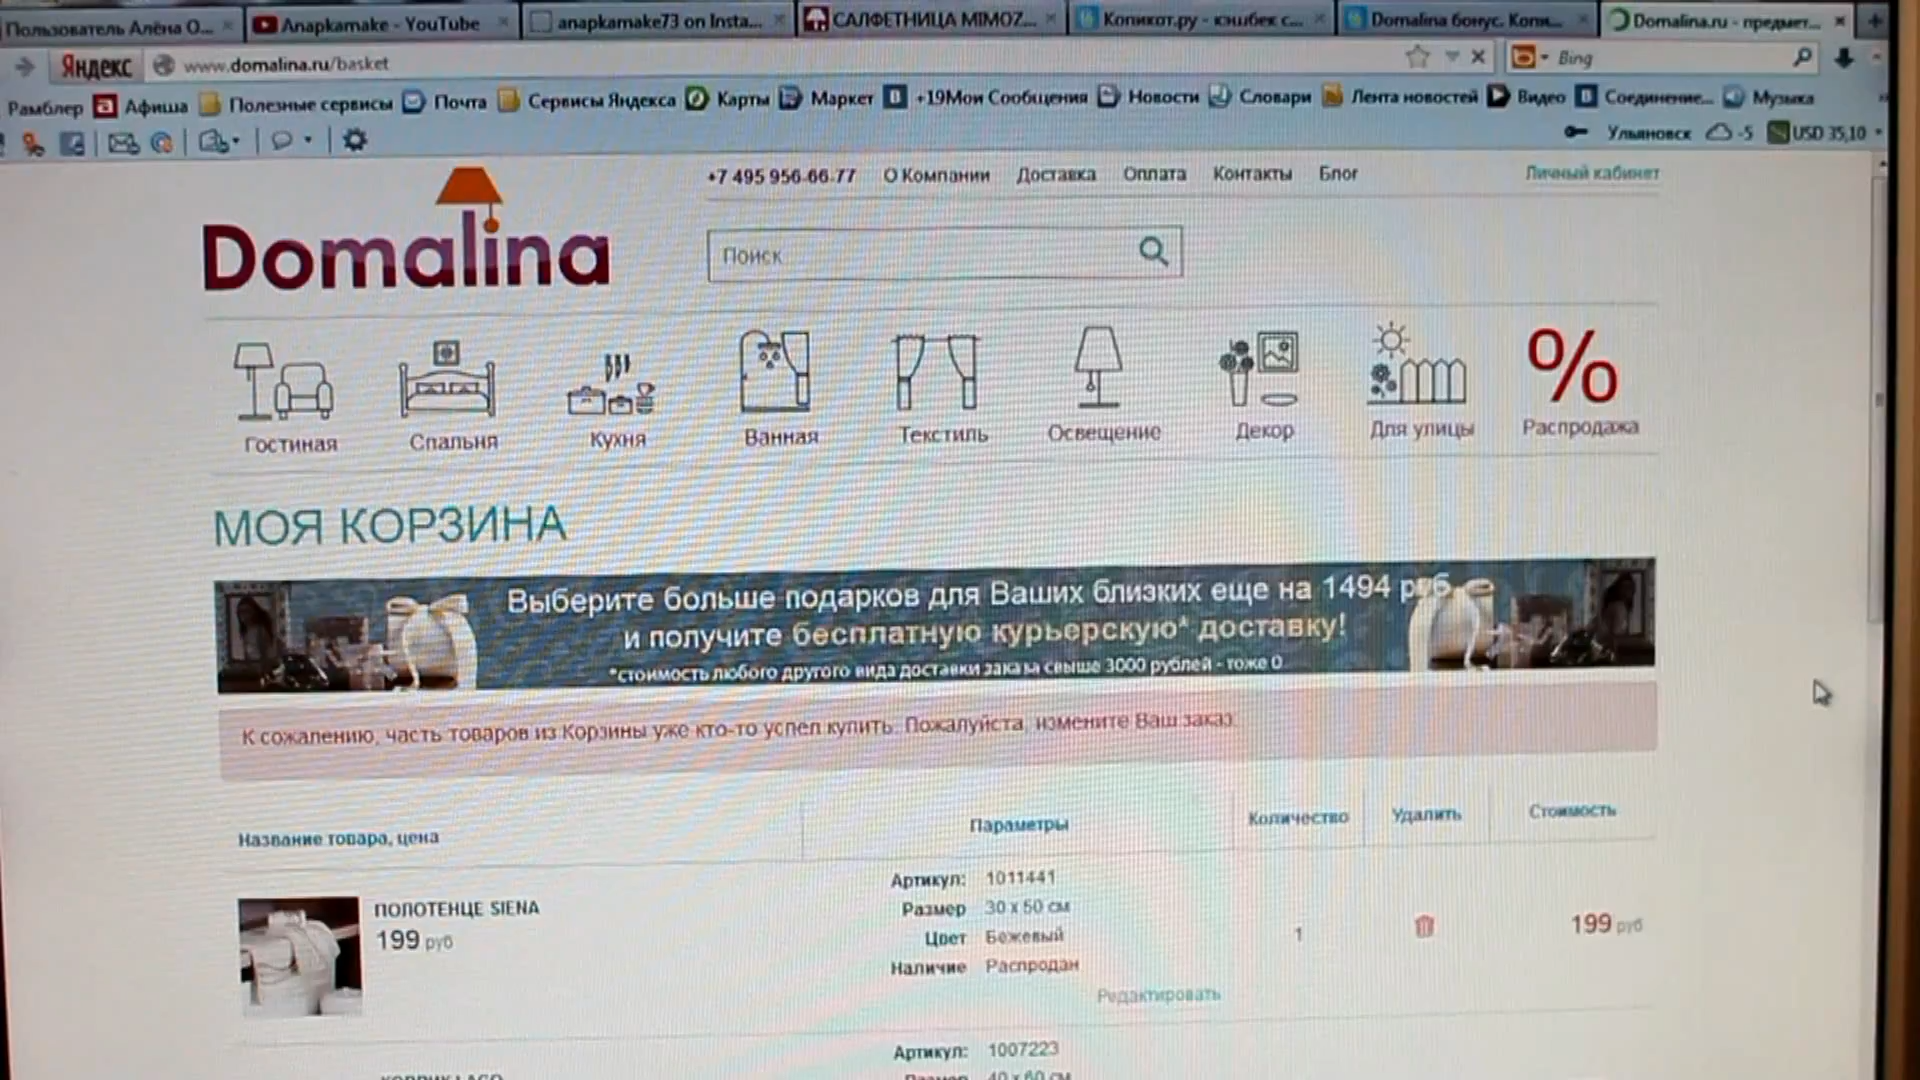 Пользователь Алёна О...
Anapkamake - YouTube
anapkamake73 on Insta...
САЛФЕТНИЦА MIMOZ...
Копикот.ру - кэшбек с...
Domalina бонус. Копи...
Domalina.ru - предмет...
Яндекс
www.domalina.ru/basket
Bing
Рамблер Афиша Полезные сервисы Почта Сервисы Яндекса Карты Маркет +19Мои Сообщения Новости Словари Лента новостей Видео Соединение... Музыка
Ульяновск -5 USD 35,10
+7 495 956-66-77 О Компании Доставка Оплата Контакты Блог Личный кабинет
Domalina
Поиск
Гостиная Спальня Кухня Ванная Текстиль Освещение Декор Для улицы Распродажа
%
МОЯ КОРЗИНА
Выберите больше подарков для Ваших близких еще на 1494 руб
и получите бесплатную курьерскую* доставку!
*стоимость любого другого вида доставки заказа свыше 3000 рублей - тоже 0
К сожалению, часть товаров из Корзины уже кто-то успел купить. Пожалуйста, измените Ваш заказ.
Название товара, цена Параметры Количество Удалить Стоимость
ПОЛОТЕНЦЕ SIENA
199 руб
Артикул: 1011441
Размер 30 x 50 см
Цвет Бежевый
Наличие Распродан
Редактировать
1
199 руб
Артикул: 1007223
Размер 40 x 60 см